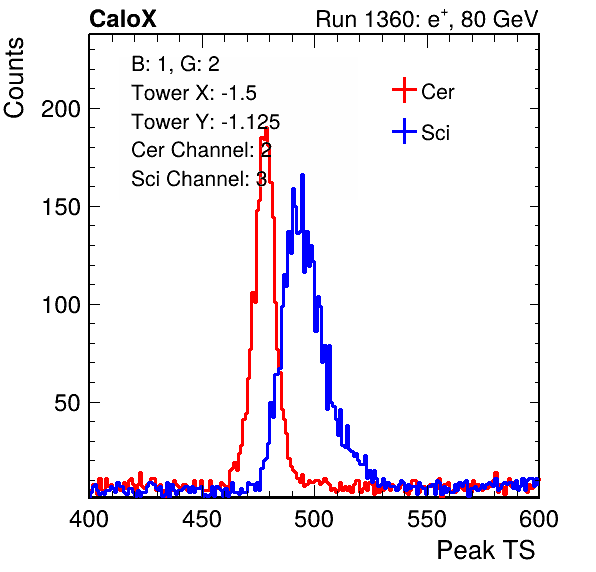 CaloX Run 1360: e⁺, 80 GeV
Counts
B: 1, G: 2
Tower X: -1.5
Tower Y: -1.125
Cer Channel: 2
Sci Channel: 3
Cer
Sci
200
150
100
50
400 450 500 550 600
Peak TS